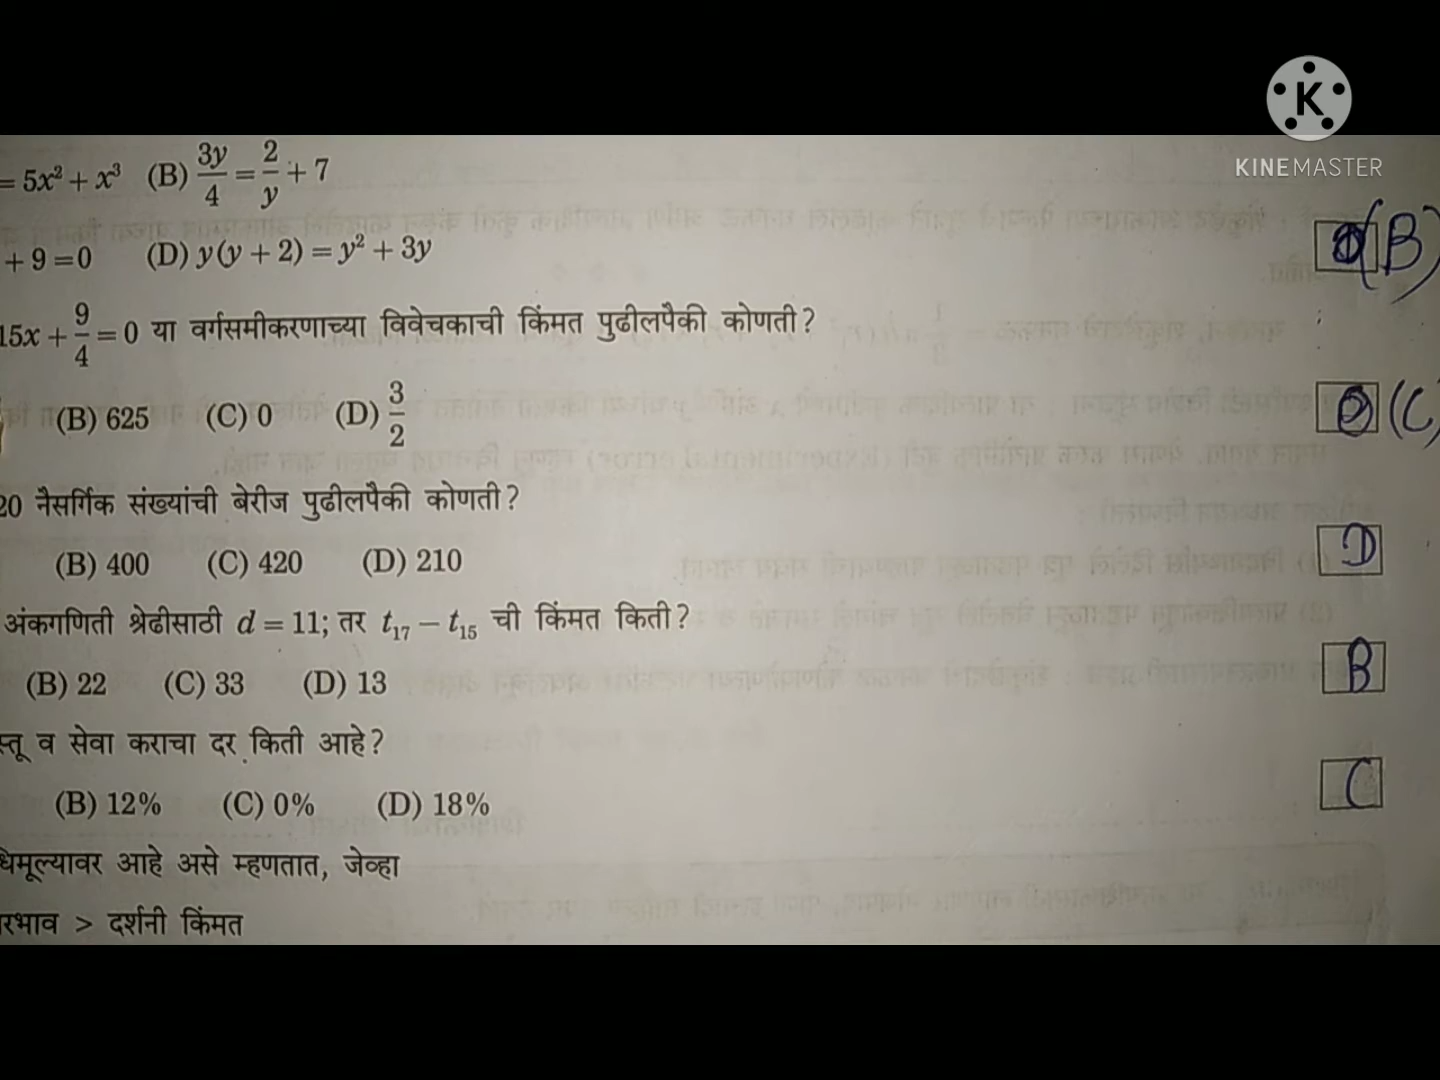 K
KINEMASTER
= 5x² + x³ (B) 3y/4 = 2/y + 7
+ 9 = 0 (D) y(y + 2) = y² + 3y
(B)
15x + 9/4 = 0 या वर्गसमीकरणाच्या विवेचकाची किंमत पुढीलपैकी कोणती?
(B) 625 (C) 0 (D) 3/2
(C)
20 नैसर्गिक संख्यांची बेरीज पुढीलपैकी कोणती?
(B) 400 (C) 420 (D) 210
D
अंकगणिती श्रेढीसाठी d = 11; तर t₁₇ − t₁₅ ची किंमत किती?
(B) 22 (C) 33 (D) 13
B
स्तू व सेवा कराचा दर किती आहे?
(B) 12% (C) 0% (D) 18%
C
धिमूल्यावर आहे असे म्हणतात, जेव्हा
रभाव > दर्शनी किंमत